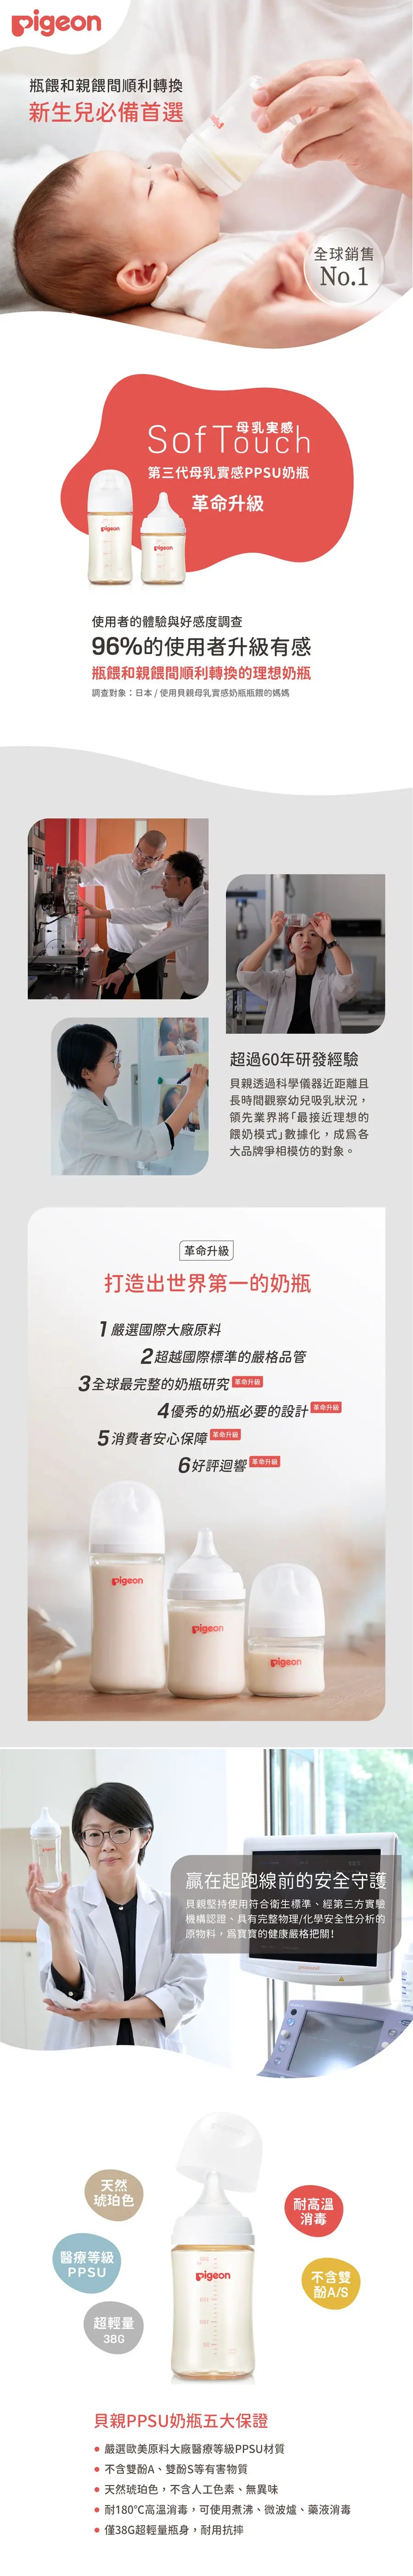 pigeon
瓶餵和親餵間順利轉換
新生兒必備首選
全球銷售
No.1
母乳実感
SofTouch
第三代母乳實感PPSU奶瓶
革命升級
pigeon
pigeon
使用者的體驗與好感度調查
96%的使用者升級有感
瓶餵和親餵間順利轉換的理想奶瓶
調查對象：日本 / 使用貝親母乳實感奶瓶瓶餵的媽媽
超過60年研發經驗
貝親透過科學儀器近距離且
長時間觀察幼兒吸乳狀況，
領先業界將「最接近理想的
餵奶模式」數據化，成爲各
大品牌爭相模仿的對象。
革命升級
打造出世界第一的奶瓶
1 嚴選國際大廠原料
2 超越國際標準的嚴格品管
3 全球最完整的奶瓶研究 革命升級
4 優秀的奶瓶必要的設計 革命升級
5 消費者安心保障 革命升級
6 好評迴響 革命升級
pigeon
pigeon
pigeon
贏在起跑線前的安全守護
貝親堅持使用符合衛生標準、經第三方實驗
機構認證、具有完整物理/化學安全性分析的
原物料，爲寶寶的健康嚴格把關！
天然
琥珀色
耐高溫
消毒
醫療等級
PPSU
pigeon
不含雙
酚A/S
超輕量
38G
貝親PPSU奶瓶五大保證
● 嚴選歐美原料大廠醫療等級PPSU材質
● 不含雙酚A、雙酚S等有害物質
● 天然琥珀色，不含人工色素、無異味
● 耐180℃高溫消毒，可使用煮沸、微波爐、藥液消毒
● 僅38G超輕量瓶身，耐用抗摔